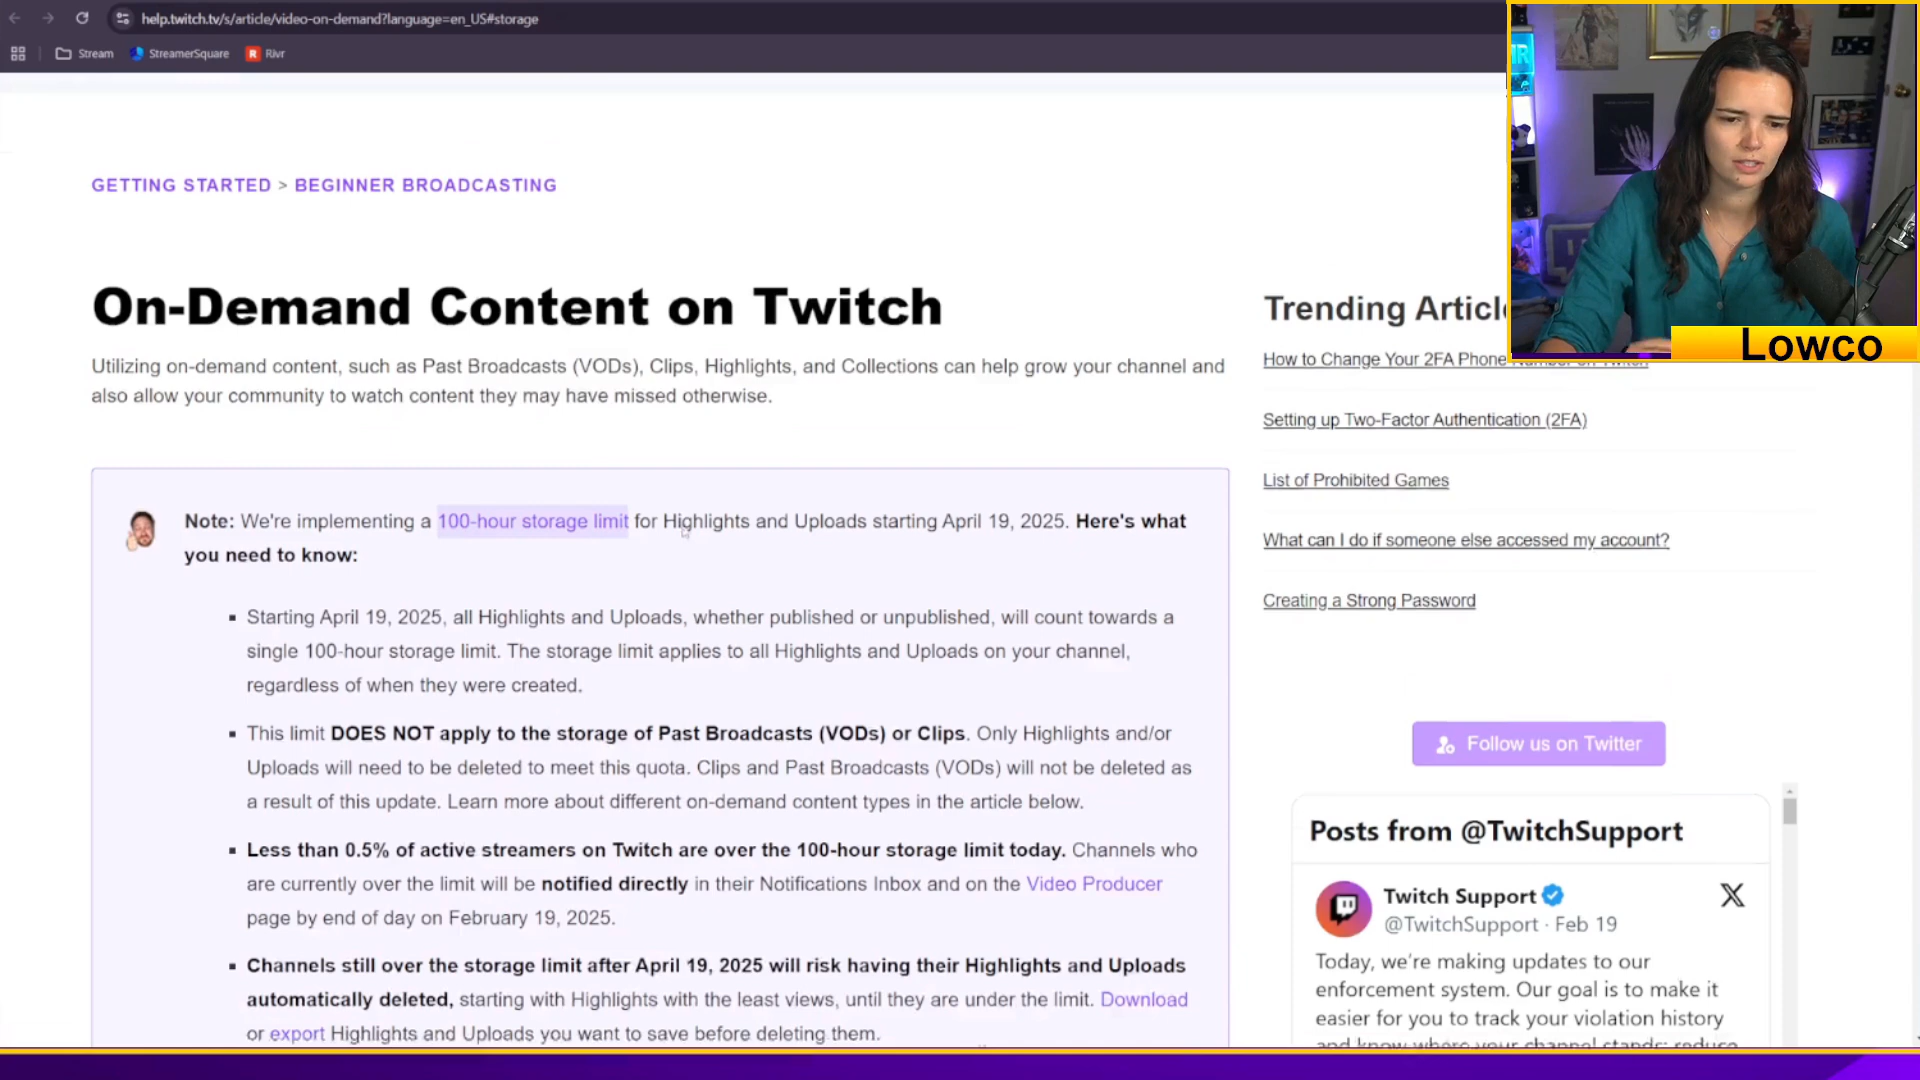 help.twitch.tv/s/article/video-on-demand?language=en_US#storage
Stream
StreamerSquare
R
Rivr
GETTING STARTED > BEGINNER BROADCASTING
On-Demand Content on Twitch
Utilizing on-demand content, such as Past Broadcasts (VODs), Clips, Highlights, and Collections can help grow your channel and
also allow your community to watch content they may have missed otherwise.
Note: We're implementing a 100-hour storage limit for Highlights and Uploads starting April 19, 2025. Here's what
you need to know:
▪ Starting April 19, 2025, all Highlights and Uploads, whether published or unpublished, will count towards a
single 100-hour storage limit. The storage limit applies to all Highlights and Uploads on your channel,
regardless of when they were created.
▪ This limit DOES NOT apply to the storage of Past Broadcasts (VODs) or Clips. Only Highlights and/or
Uploads will need to be deleted to meet this quota. Clips and Past Broadcasts (VODs) will not be deleted as
a result of this update. Learn more about different on-demand content types in the article below.
▪ Less than 0.5% of active streamers on Twitch are over the 100-hour storage limit today. Channels who
are currently over the limit will be notified directly in their Notifications Inbox and on the Video Producer
page by end of day on February 19, 2025.
▪ Channels still over the storage limit after April 19, 2025 will risk having their Highlights and Uploads
automatically deleted, starting with Highlights with the least views, until they are under the limit. Download
or export Highlights and Uploads you want to save before deleting them.
Lowco
Trending Articl
How to Change Your 2FA Phone Number on Twitch
Setting up Two-Factor Authentication (2FA)
List of Prohibited Games
What can I do if someone else accessed my account?
Creating a Strong Password
Follow us on Twitter
Posts from @TwitchSupport
Twitch Support
@TwitchSupport · Feb 19
Today, we're making updates to our
enforcement system. Our goal is to make it
easier for you to track your violation history
and know where your channel stands; reduce